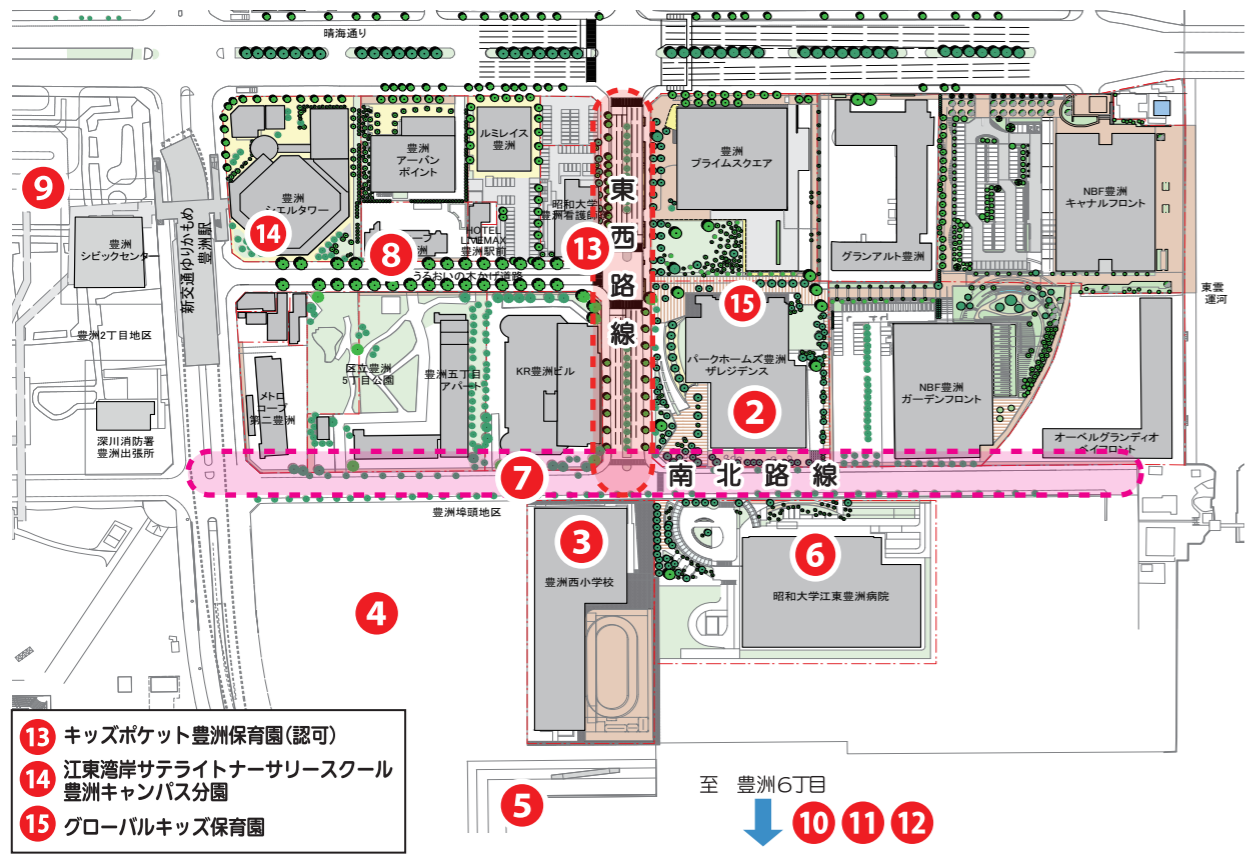 晴海通り
9
豊洲
シビックセンター
新交通ゆりかもめ
豊洲駅
豊洲
シエルタワー
14
豊洲
アーバン
ポイント
ルミレイス
豊洲
8
HOTEL
LIVEMAX
豊洲駅前
昭和大学
豊洲看護師
13
うるおいの木かげ道路
東西路線
豊洲
プライムスクエア
グランアルト豊洲
NBF豊洲
キャナルフロント
東雲
運河
15
パークホームズ豊洲
ザレジデンス
2
NBF豊洲
ガーデンフロント
オーベルグランディオ
ベイフロント
豊洲2丁目地区
深川消防署
豊洲出張所
メトロ
コープ
第二豊洲
区立豊洲
5丁目公園
豊洲五丁目
アパート
KR豊洲ビル
7
南北路線
豊洲埠頭地区
3
豊洲西小学校
6
昭和大学江東豊洲病院
4
5
至 豊洲6丁目
10 11 12
13 キッズポケット豊洲保育園(認可)
14 江東湾岸サテライトナーサリースクール
豊洲キャンパス分園
15 グローバルキッズ保育園